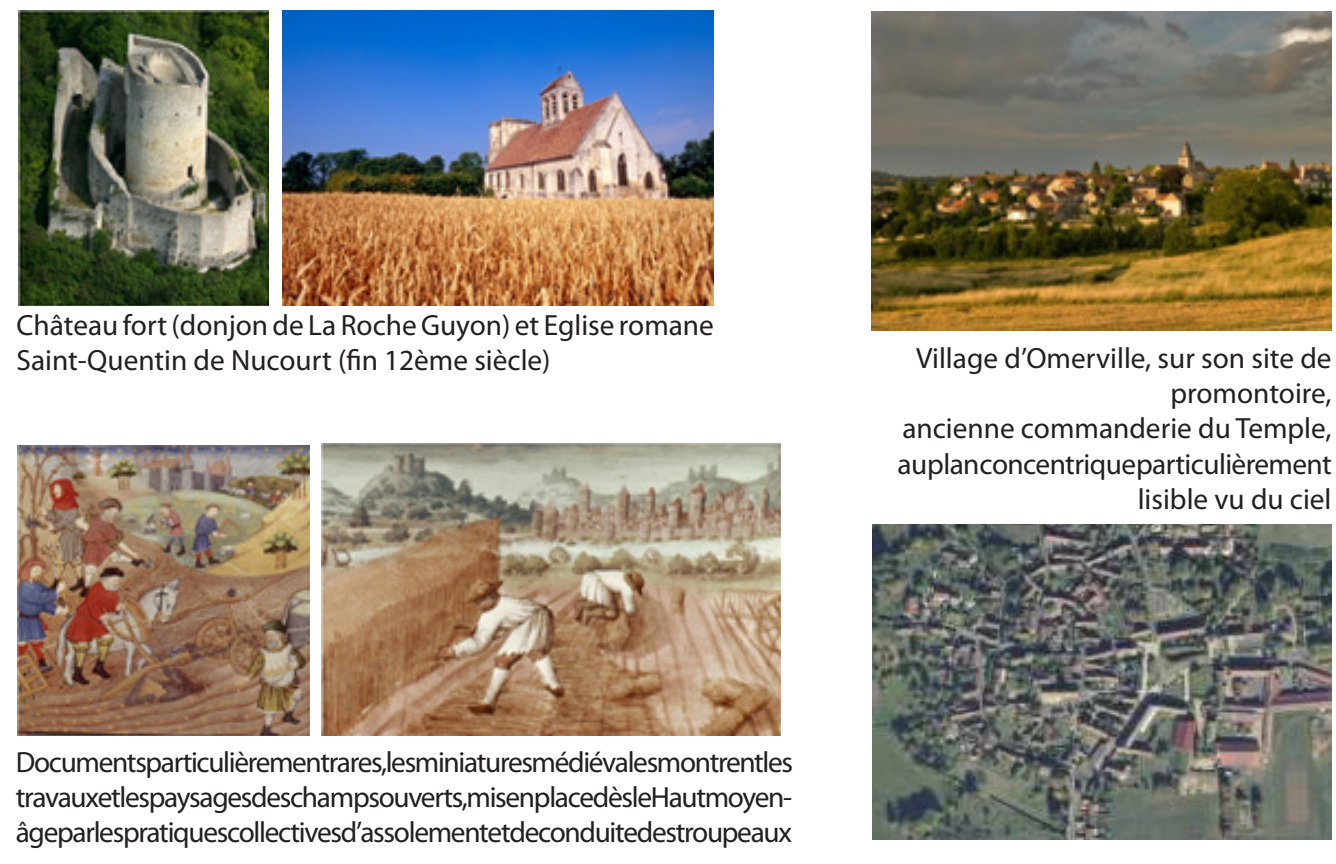 Château fort (donjon de La Roche Guyon) et Eglise romane
Saint-Quentin de Nucourt (fin 12ème siècle)
Documentsparticulièrementrares,lesminiaturesmédiévalesmontrentles
travauxetlespaysagesdeschampsouverts,misenplacedèsleHautmoyen-
âgeparlespratiquescollectivesd’assolementetdeconduitedestroupeaux
Village d’Omerville, sur son site de
promontoire,
ancienne commanderie du Temple,
auplanconcentriqueparticulièrement
lisible vu du ciel